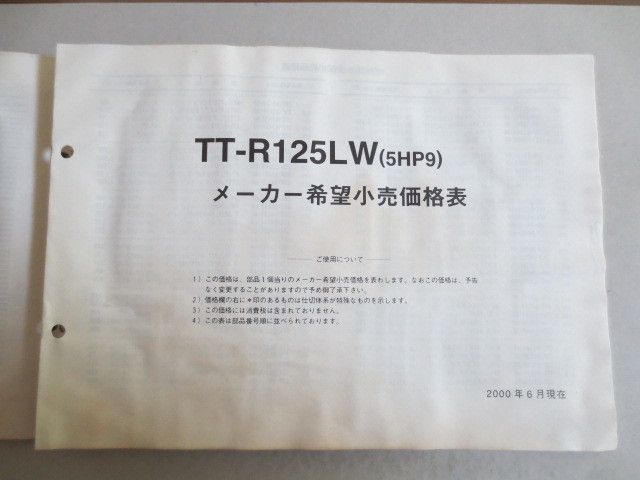 TT-R125LW(5HP9)
メーカー希望小売価格表
ご使用について
1) この価格は、部品1個当りのメーカー希望小売価格を表わします。なおこの価格は、予告
なく変更することがありますので予め御了承下さい。
2) 価格欄の右に*印のあるものは仕切体系が特殊なものを示します。
3) この価格には消費税は含まれておりません。
4) この表は部品番号順に並べられております。
2000年6月現在